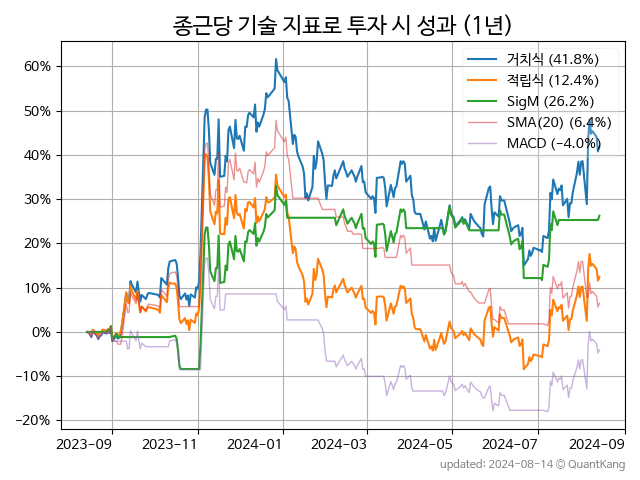 종근당 기술 지표로 투자 시 성과 (1년)
거치식 (41.8%)
적립식 (12.4%)
SigM (26.2%)
SMA(20) (6.4%)
MACD (−4.0%)
60%
50%
40%
30%
20%
10%
0%
−10%
−20%
2023-09 2023-11 2024-01 2024-03 2024-05 2024-07 2024-09
updated: 2024-08-14 © QuantKang